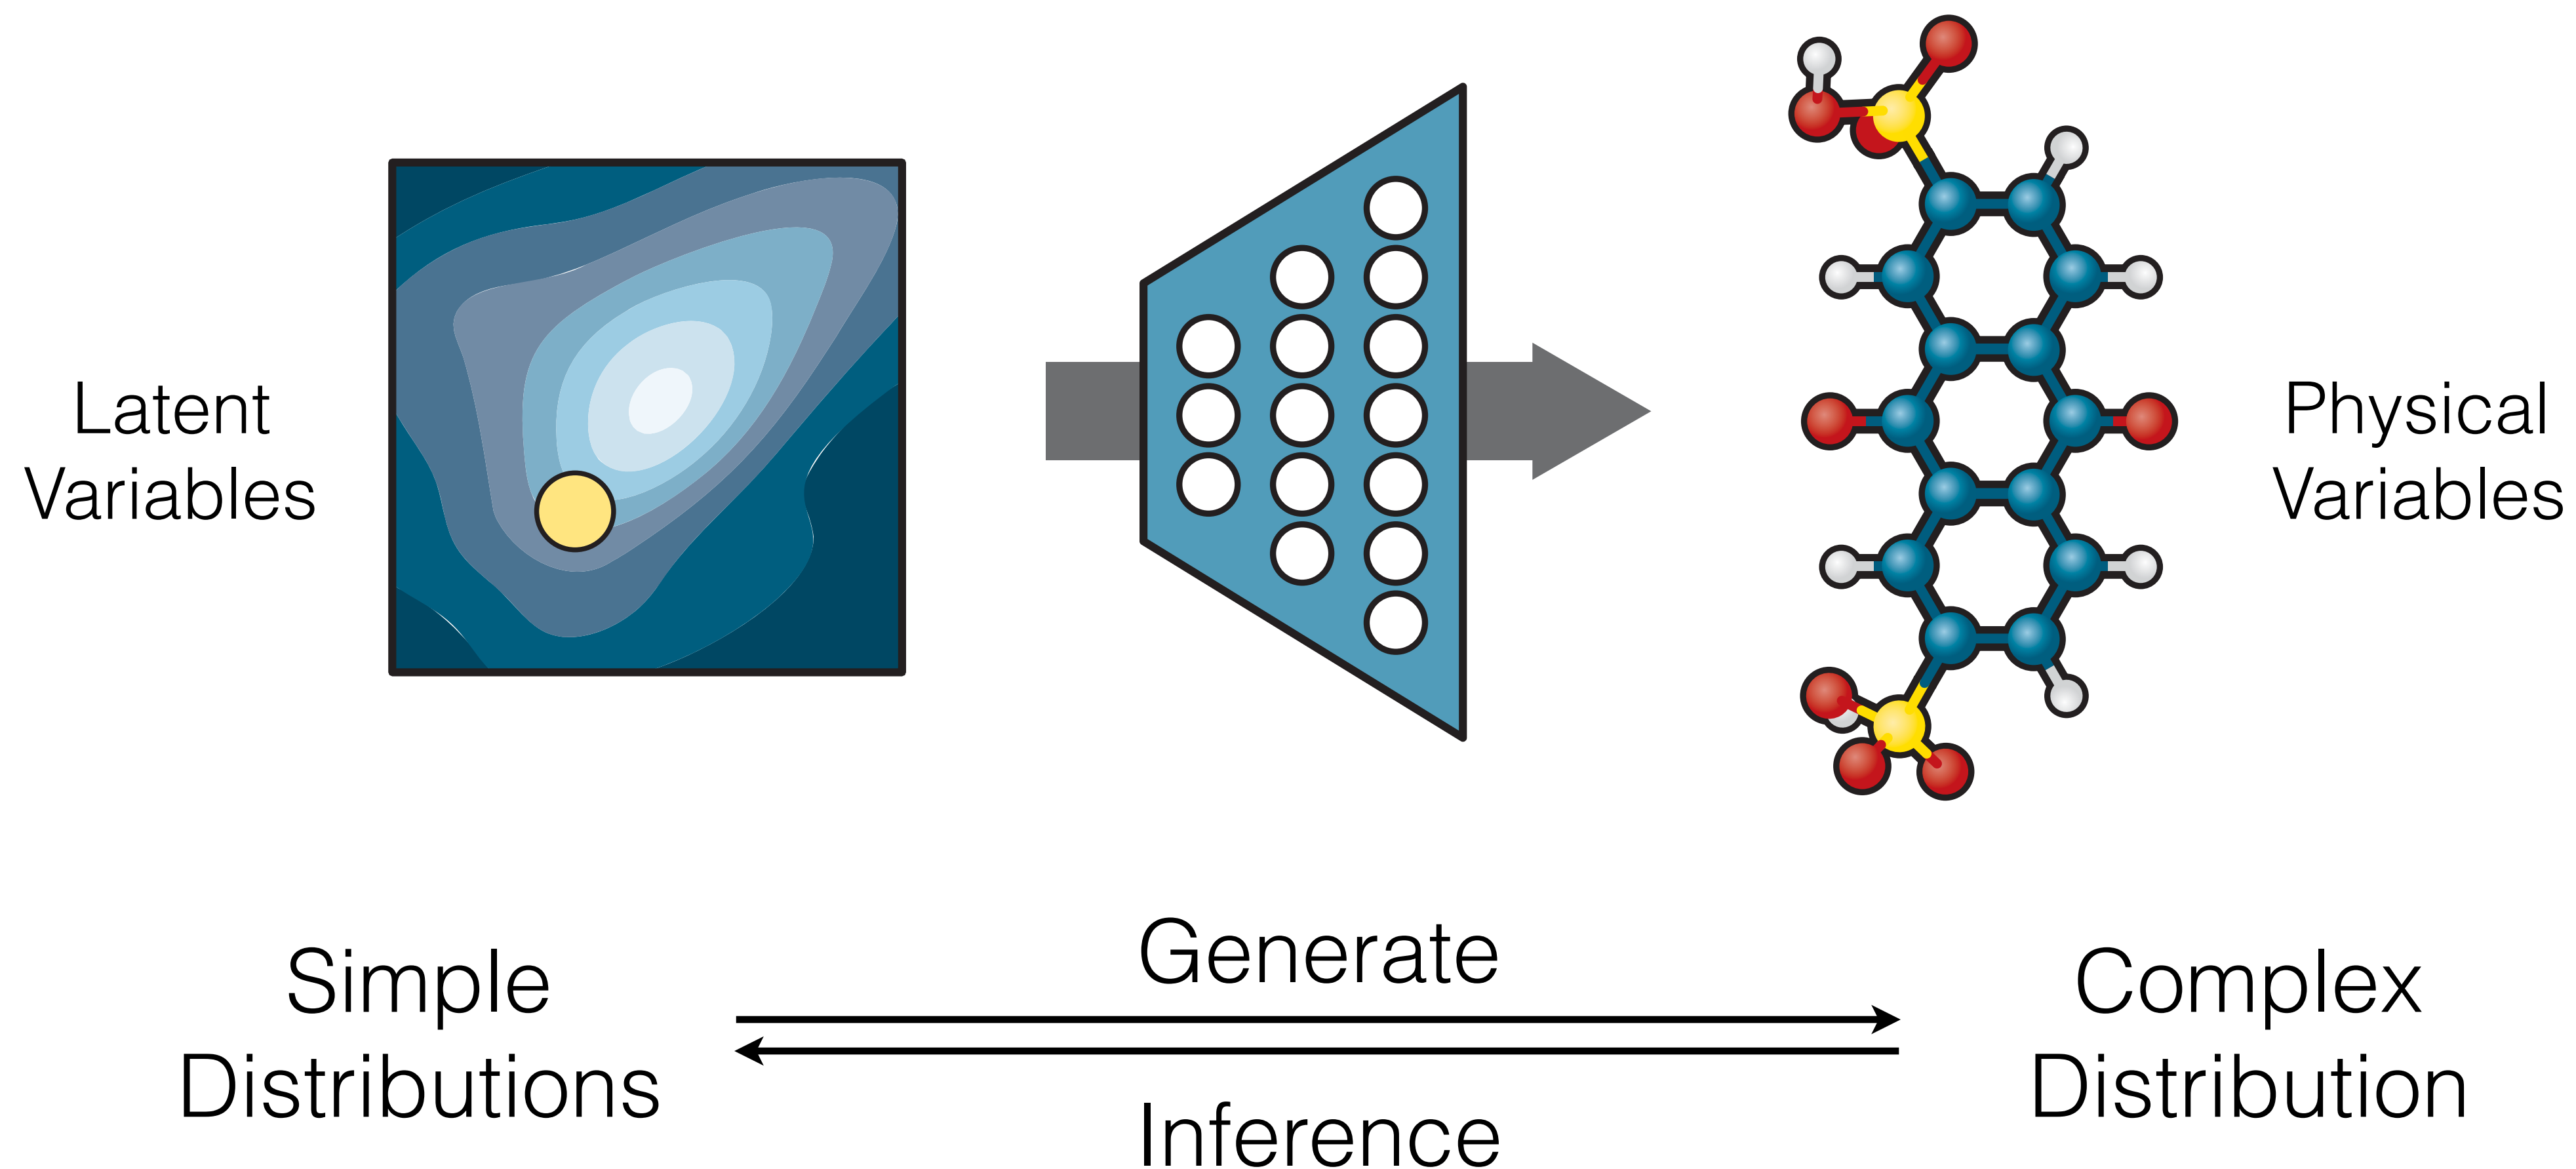 Latent
Variables
Physical
Variables
Simple
Distributions
Generate
Inference
Complex
Distribution